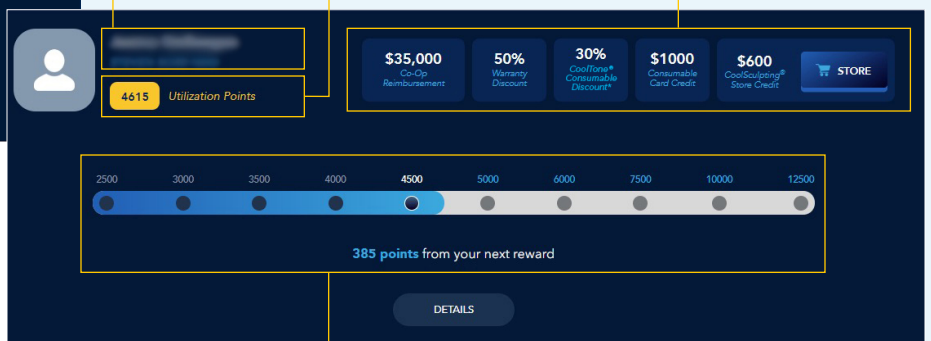 $35,000
Co-Op
Reimbursement
50%
Warranty
Discount
30%
CoolTone®
Consumable
Discount*
$1000
Consumable
Card Credit
$600
CoolSculpting®
Store Credit
STORE
4615 Utilization Points
2500 3000 3500 4000 4500 5000 6000 7500 10000 12500
385 points from your next reward
DETAILS